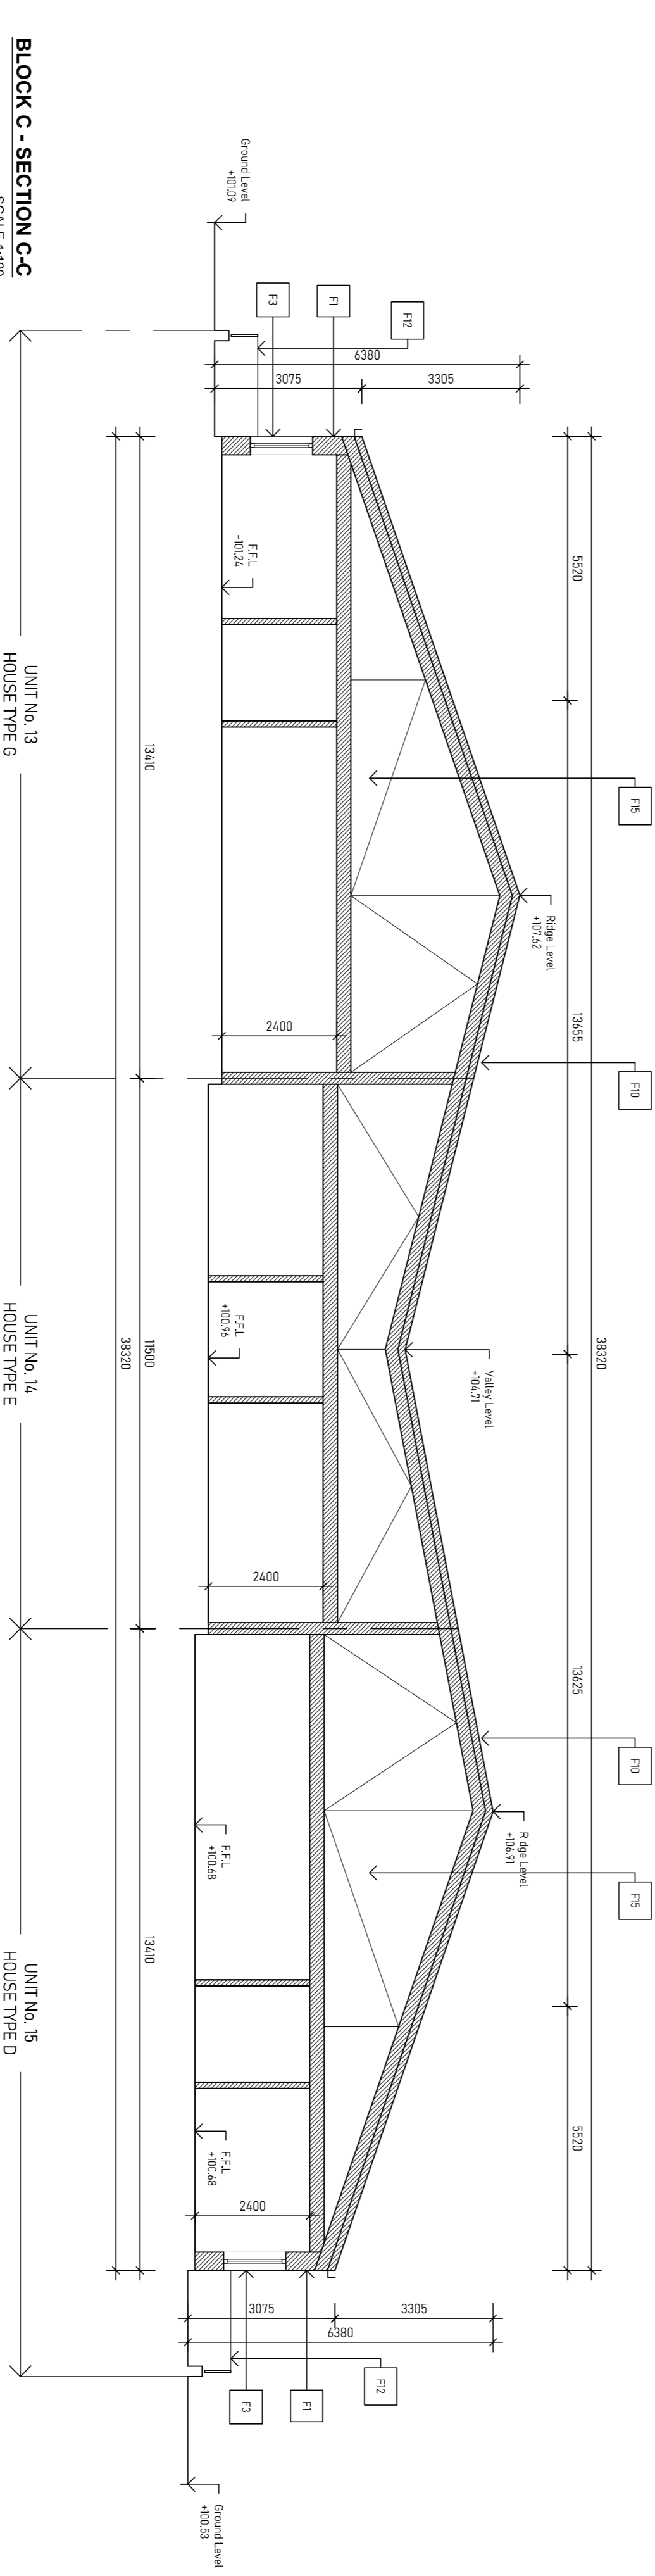 BLOCK C - SECTION C-C
Ground Level
+101.09
F3
F1
F12
6380
3075
3305
5520
13655
13625
5520
38320
F15
F10
F10
F15
Ridge Level
+107.62
Valley Level
+104.71
Ridge Level
+106.91
F.F.L
+101.24
F.F.L
+100.96
F.F.L
+100.68
F.F.L
+100.68
2400
2400
2400
3075
3305
6380
F12
F1
F3
Ground Level
+100.53
13410
11500
13410
38320
UNIT No. 13
HOUSE TYPE G
UNIT No. 14
HOUSE TYPE E
UNIT No. 15
HOUSE TYPE D